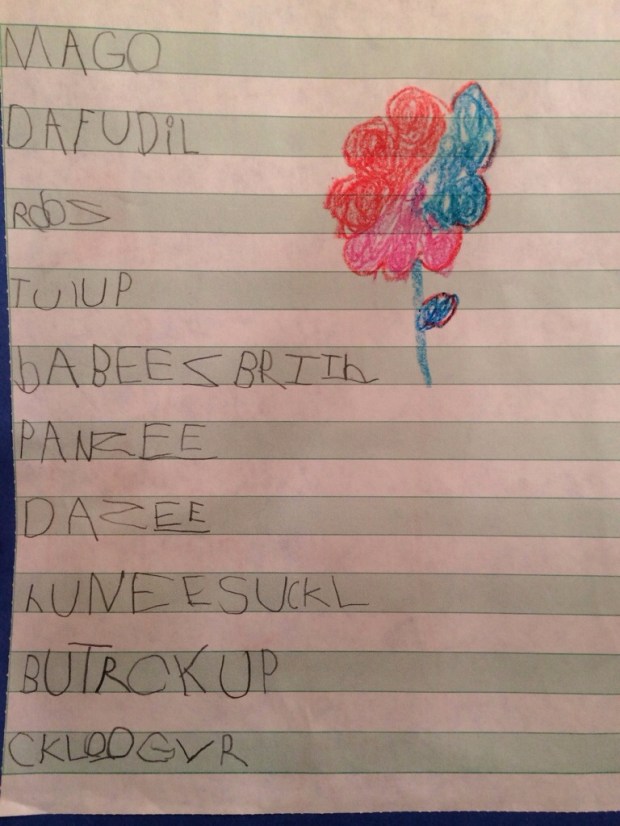 MAGO
DAFUDiL
ROOS
TULUP
bABEES BRITh
PANZEE
DAZEE
hUNEESUCKL
BUTRCKUP
CKLOOGVR